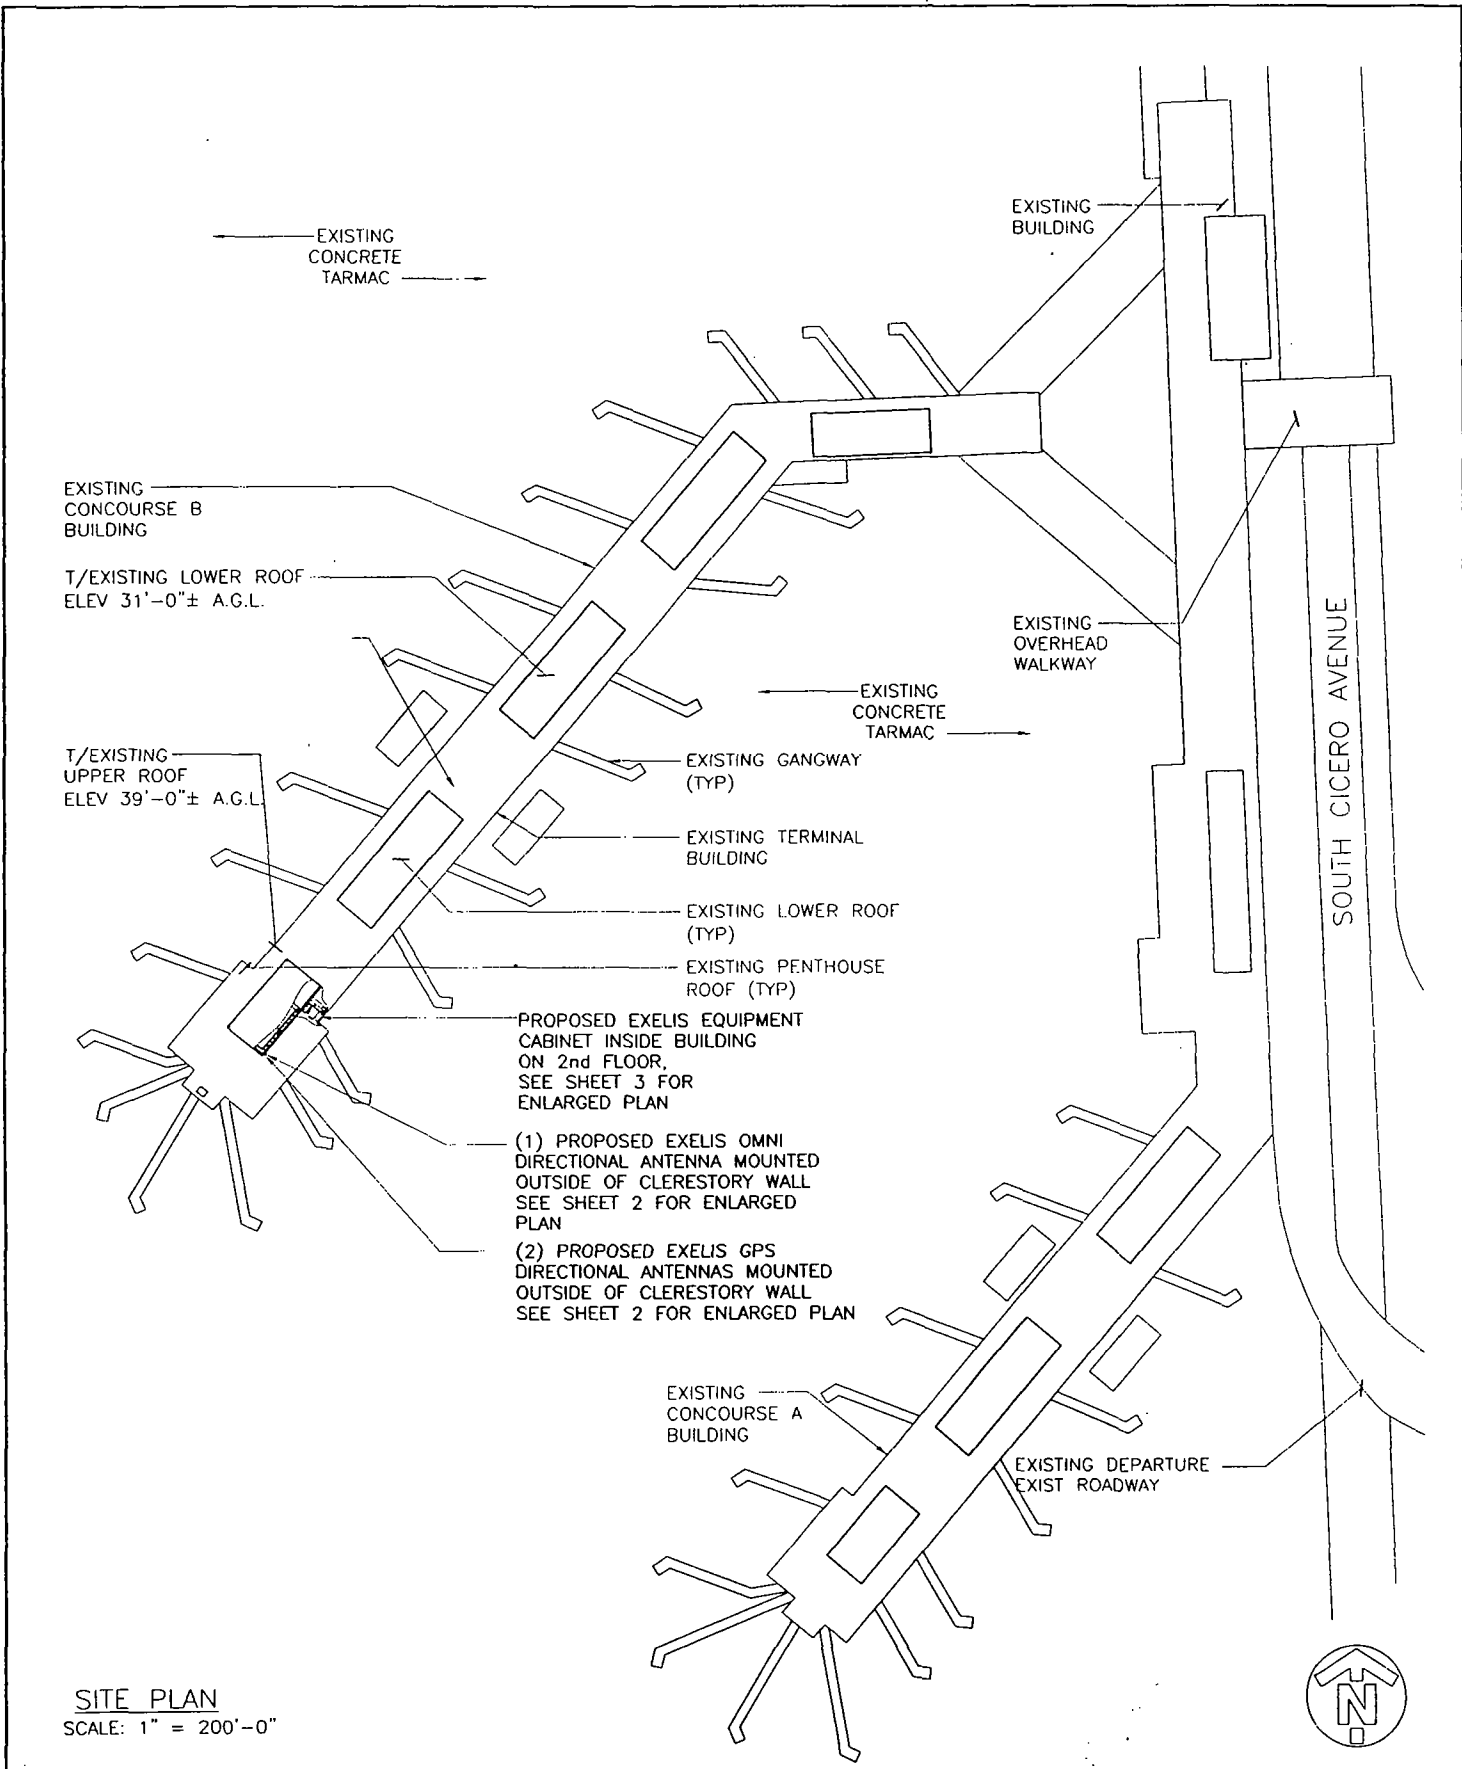 EXISTING
BUILDING
EXISTING
CONCRETE
TARMAC
EXISTING
CONCOURSE B
BUILDING
T/EXISTING LOWER ROOF
ELEV 31'-0"± A.G.L.
EXISTING
OVERHEAD
WALKWAY
SOUTH CICERO AVENUE
EXISTING
CONCRETE
TARMAC
T/EXISTING
UPPER ROOF
ELEV 39'-0"± A.G.L.
EXISTING GANGWAY
(TYP)
EXISTING TERMINAL
BUILDING
EXISTING LOWER ROOF
(TYP)
EXISTING PENTHOUSE
ROOF (TYP)
PROPOSED EXELIS EQUIPMENT
CABINET INSIDE BUILDING
ON 2nd FLOOR,
SEE SHEET 3 FOR
ENLARGED PLAN
(1) PROPOSED EXELIS OMNI
DIRECTIONAL ANTENNA MOUNTED
OUTSIDE OF CLERESTORY WALL
SEE SHEET 2 FOR ENLARGED
PLAN
(2) PROPOSED EXELIS GPS
DIRECTIONAL ANTENNAS MOUNTED
OUTSIDE OF CLERESTORY WALL
SEE SHEET 2 FOR ENLARGED PLAN
EXISTING
CONCOURSE A
BUILDING
EXISTING DEPARTURE
EXIST ROADWAY
SITE PLAN
SCALE: 1" = 200'-0"
N